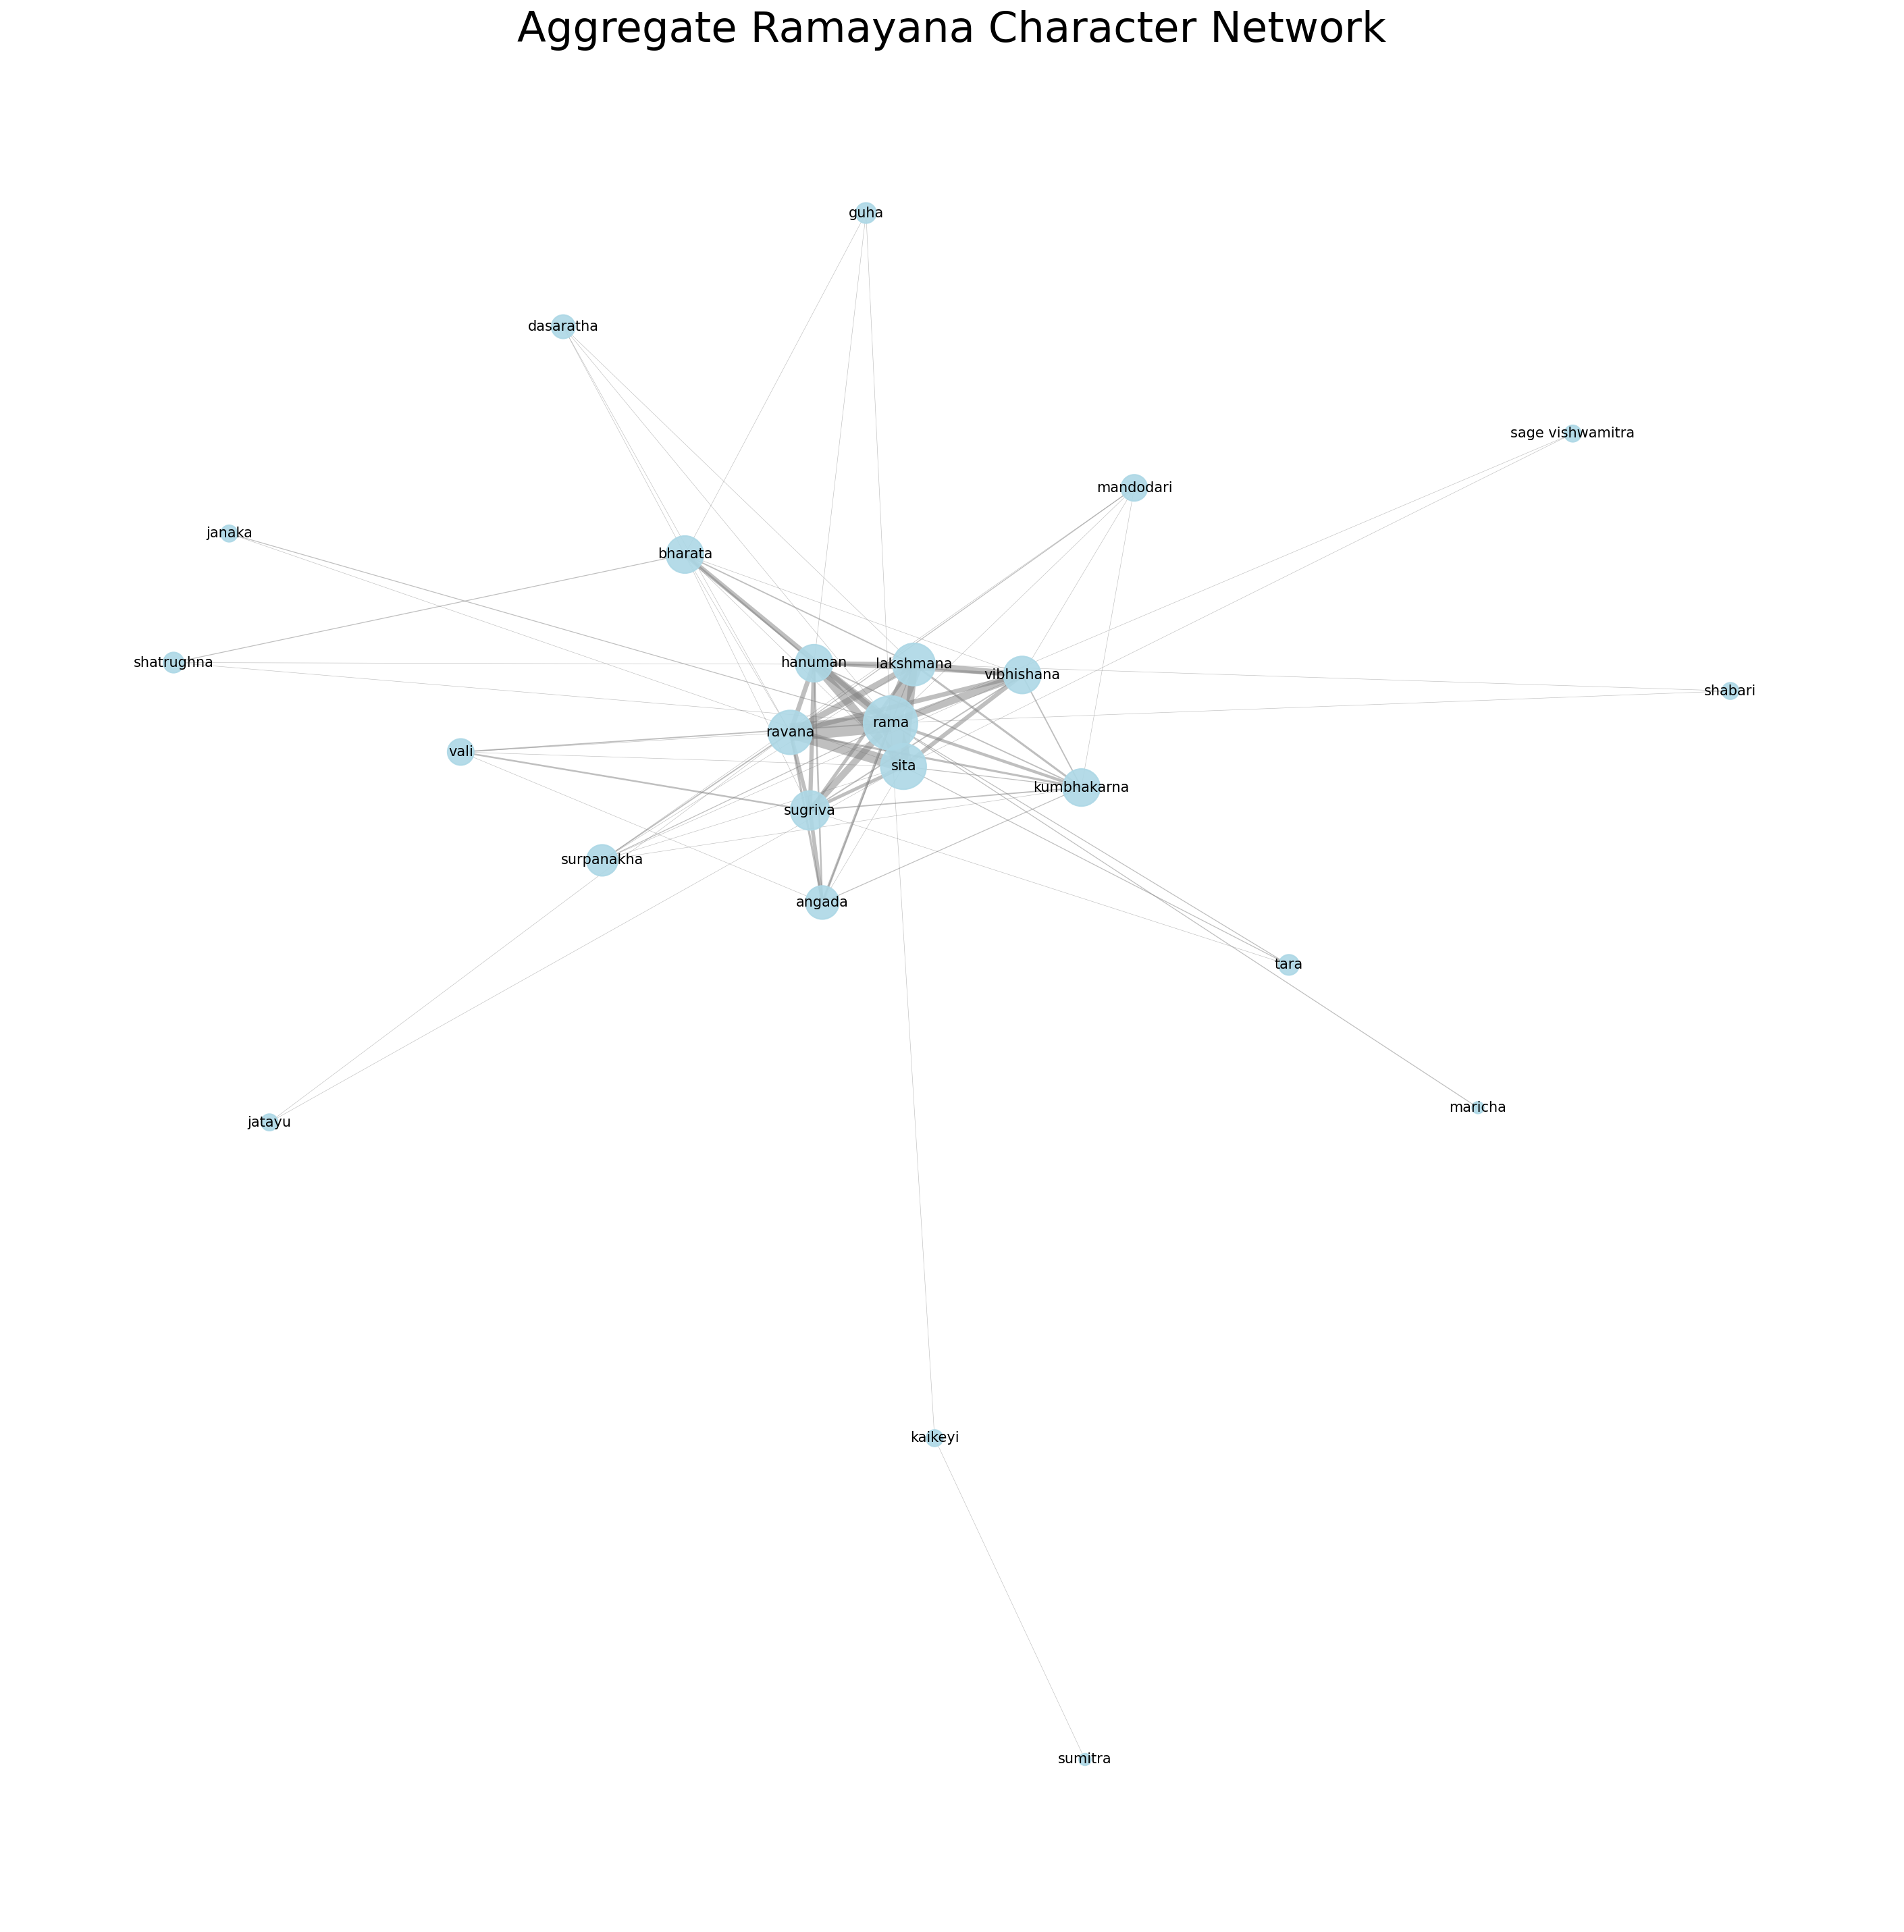 Aggregate Ramayana Character Network
guha
dasaratha
sage vishwamitra
mandodari
janaka
bharata
shatrughna
hanuman
lakshmana
vibhishana
shabari
rama
ravana
vali
sita
kumbhakarna
sugriva
surpanakha
angada
tara
maricha
jatayu
kaikeyi
sumitra